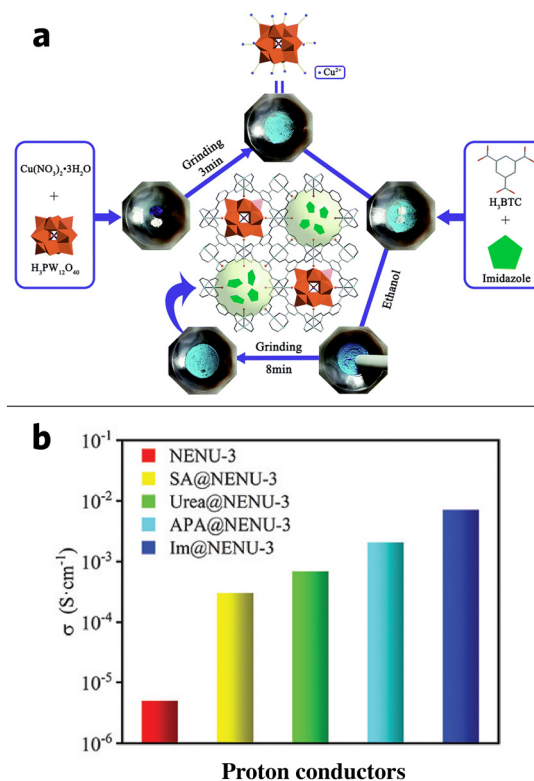 a
• Cu²⁺
Grinding
3min
Cu(NO₃)₂•3H₂O
+
H₃PW₁₂O₄₀
H₃BTC
+
Imidazole
Ethanol
Grinding
8min
b
10⁻¹
10⁻²
10⁻³
10⁻⁴
10⁻⁵
10⁻⁶
σ (S·cm⁻¹)
NENU-3
SA@NENU-3
Urea@NENU-3
APA@NENU-3
Im@NENU-3
Proton conductors